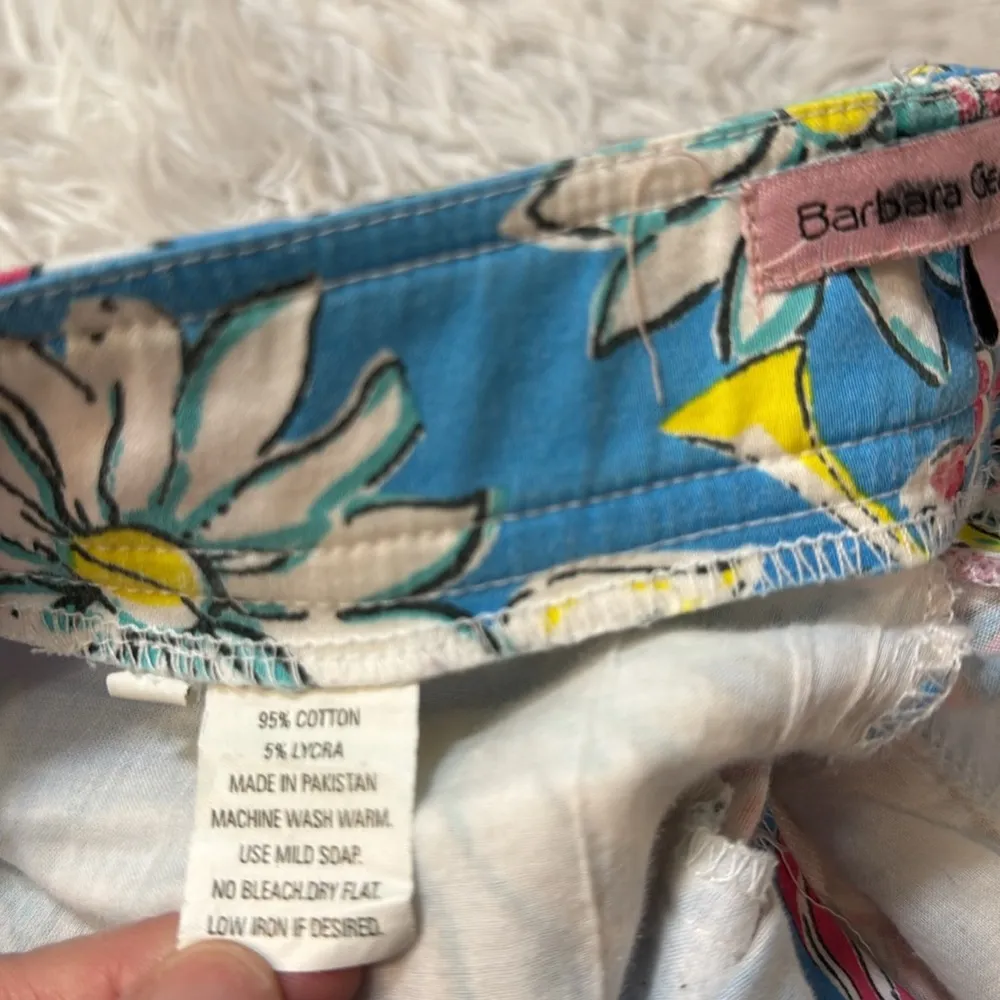 Barbara
95% COTTON
5% LYCRA
MADE IN PAKISTAN
MACHINE WASH WARM.
USE MILD SOAP.
NO BLEACH.DRY FLAT.
LOW IRON IF DESIRED.